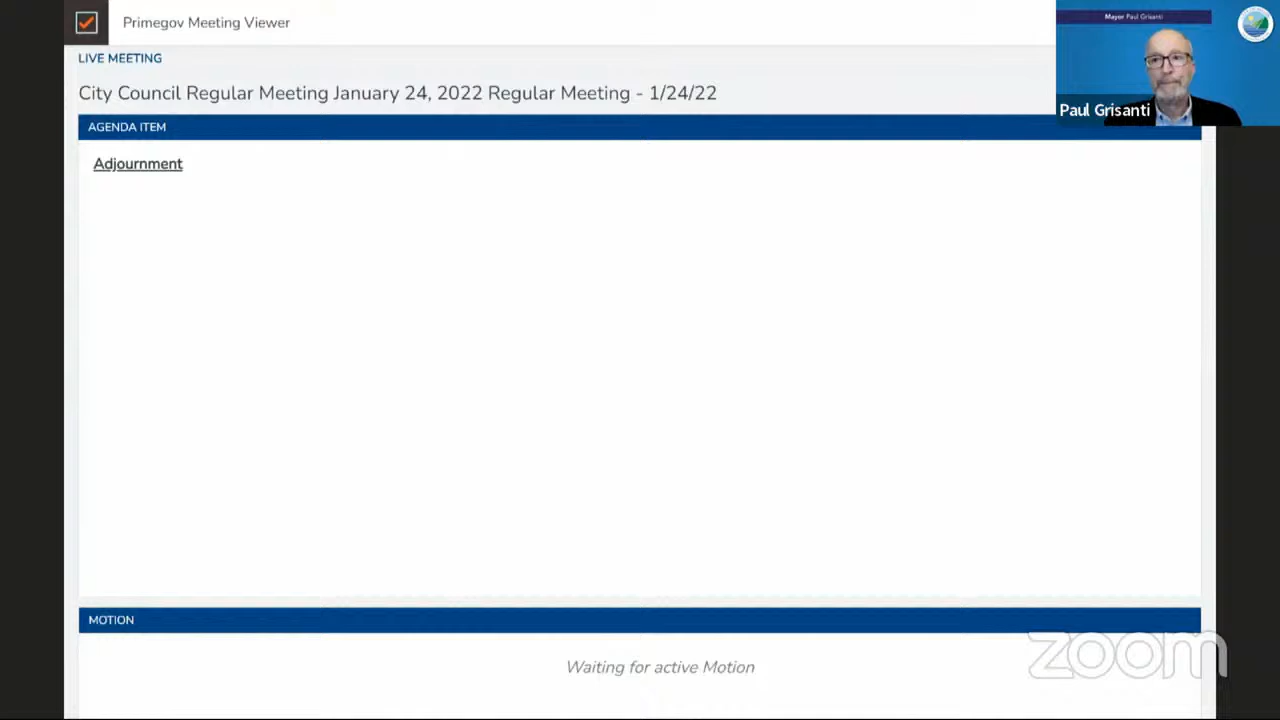 Primegov Meeting Viewer
Mayor Paul Grisanti
LIVE MEETING
City Council Regular Meeting January 24, 2022 Regular Meeting - 1/24/22
Paul Grisanti
AGENDA ITEM
Adjournment
MOTION
Waiting for active Motion
zoom